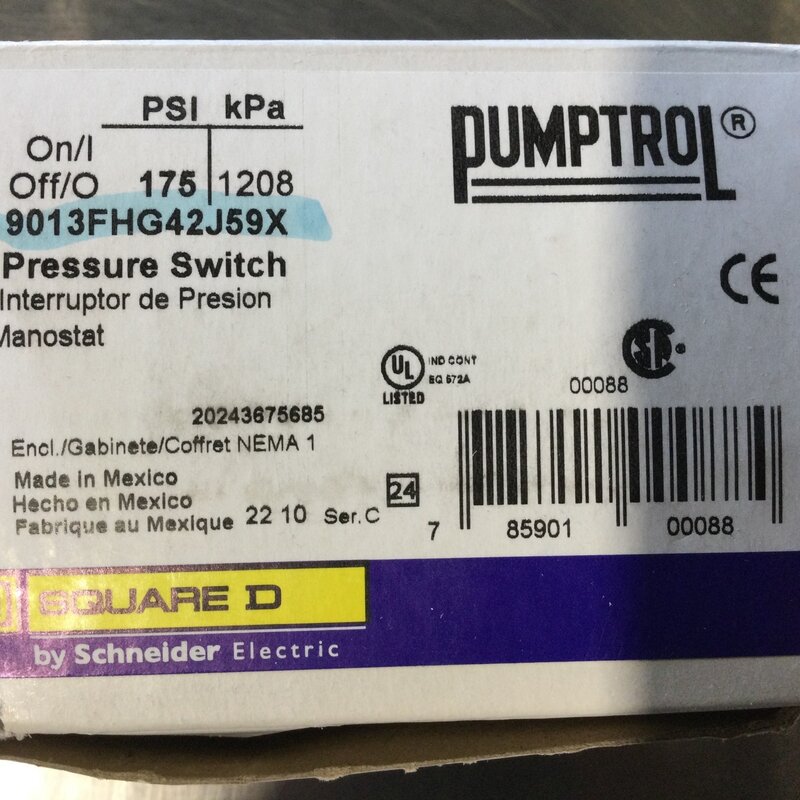 PSI kPa
On/I
Off/O 175 1208
9013FHG42J59X
Pressure Switch
Interruptor de Presion
Manostat
PUMPTROL®
CE
UL
LISTED
IND CONT
EQ 572A
00088
20243675685
Encl./Gabinete/Coffret NEMA 1
Made in Mexico
Hecho en Mexico
Fabrique au Mexique 22 10 Ser.C
24
7 85901 00088
SQUARE D
by Schneider Electric